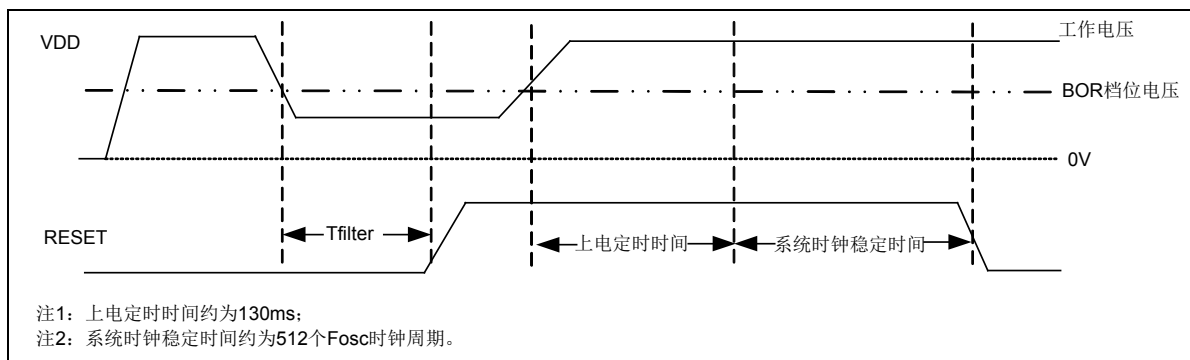 工作电压
VDD
BOR档位电压
0V
RESET
Tfilter
上电定时时间
系统时钟稳定时间
注1：上电定时时间约为130ms；
注2：系统时钟稳定时间约为512个Fosc时钟周期。